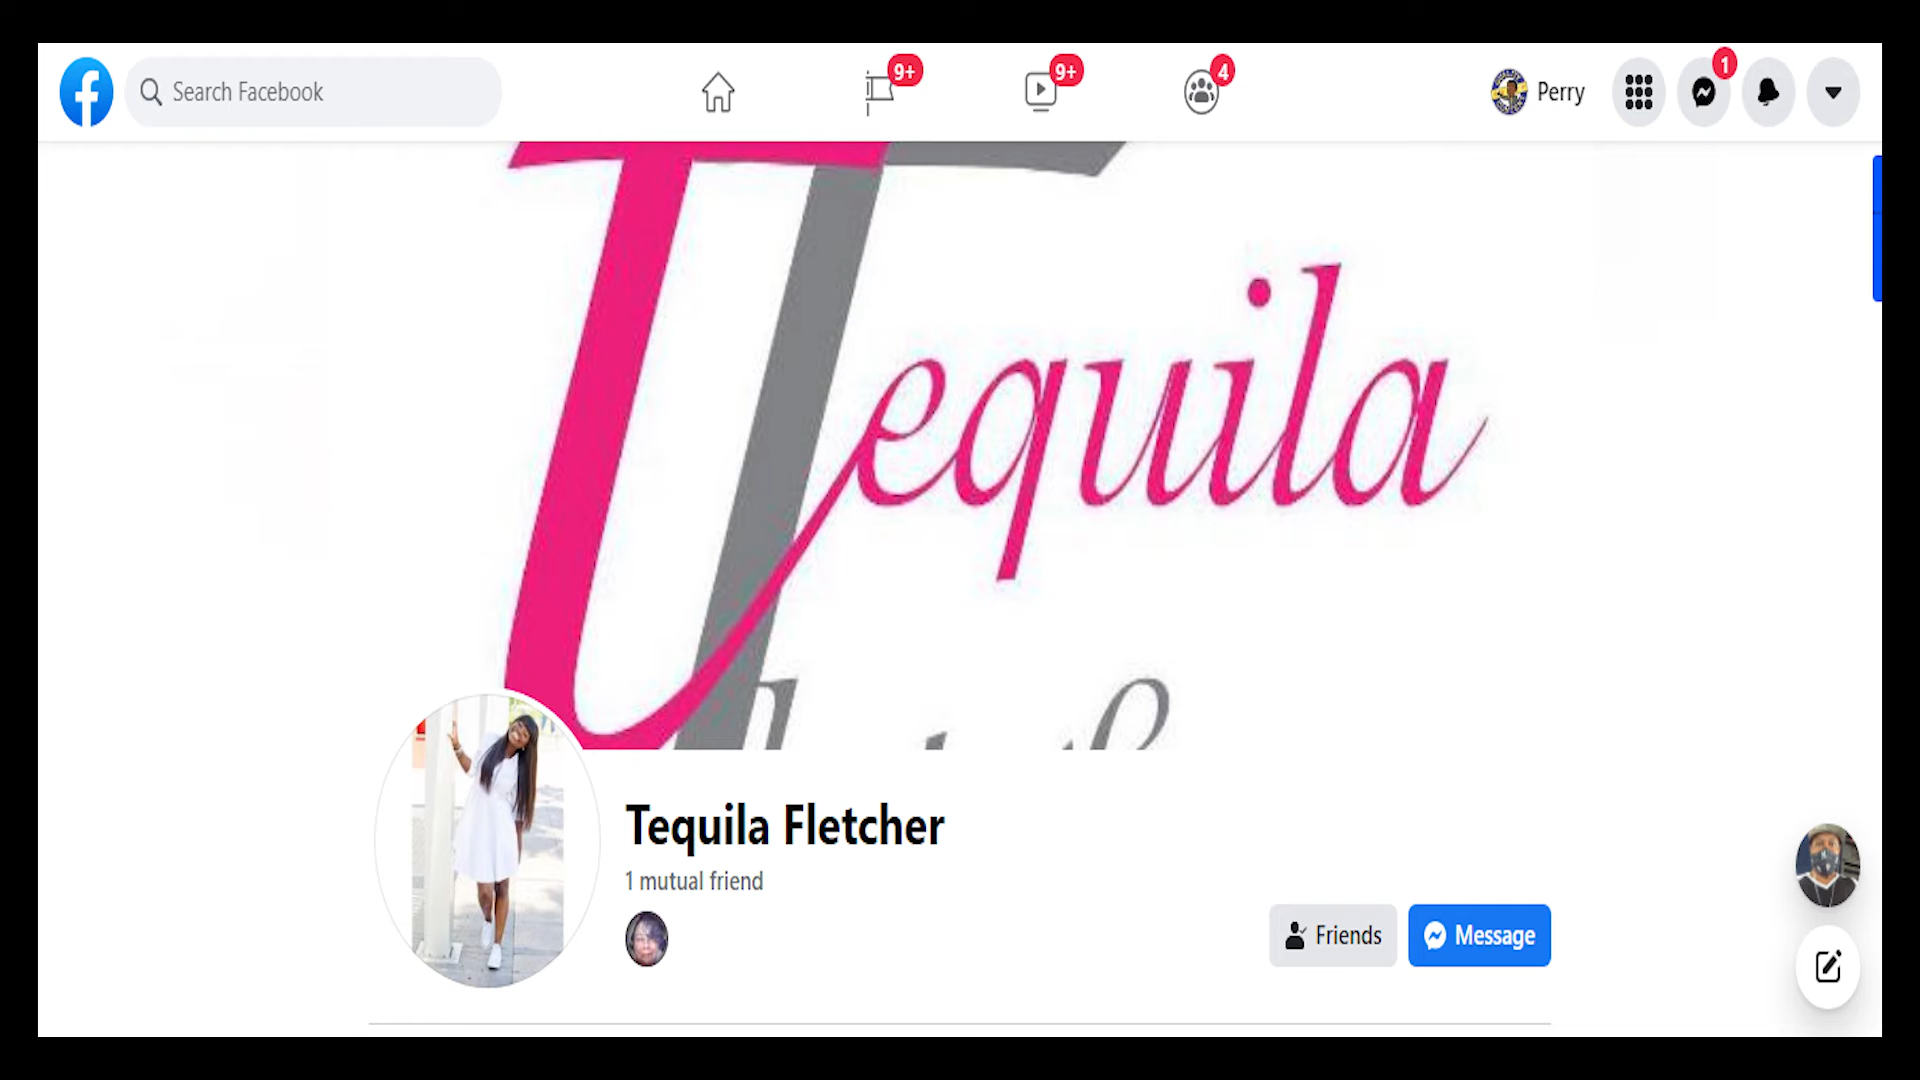 Search Facebook
9+
9+
4
Perry
1
Tequila
Tequila Fletcher
1 mutual friend
Friends
Message